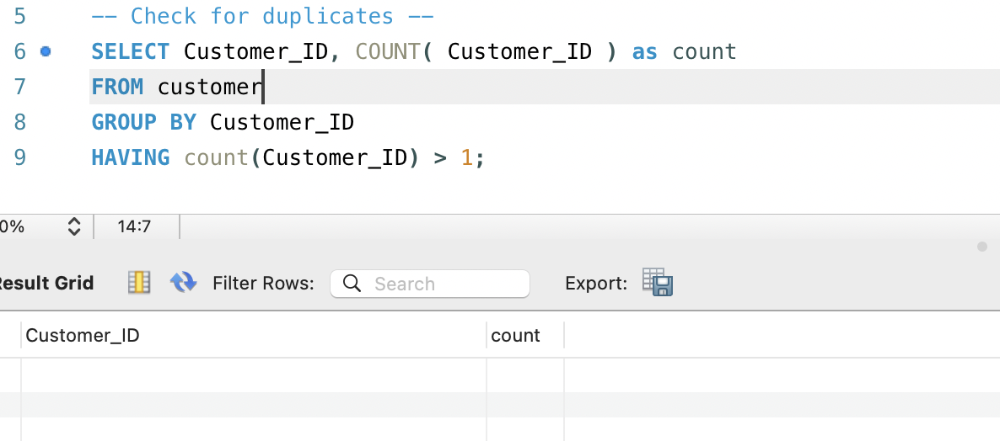 5 -- Check for duplicates --
6 SELECT Customer_ID, COUNT( Customer_ID ) as count
7 FROM customer
8 GROUP BY Customer_ID
9 HAVING count(Customer_ID) > 1;
0% 14:7
esult Grid Filter Rows: Search Export:
Customer_ID count